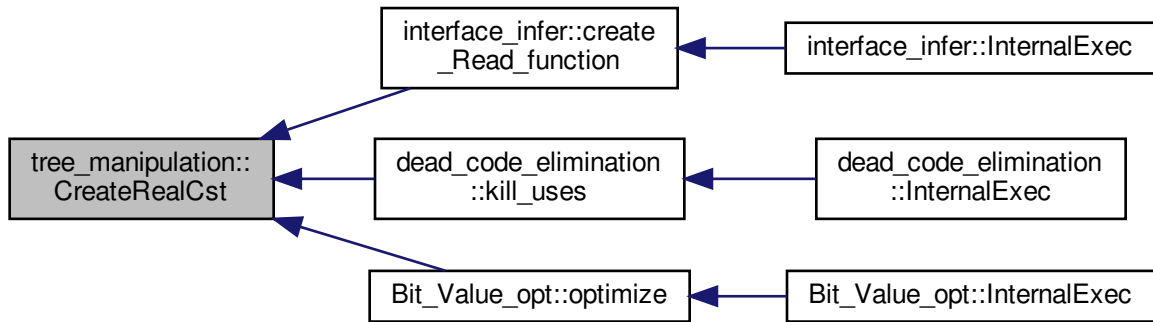 interface_infer::create
_Read_function
interface_infer::InternalExec
tree_manipulation::
CreateRealCst
dead_code_elimination
::kill_uses
dead_code_elimination
::InternalExec
Bit_Value_opt::optimize
Bit_Value_opt::InternalExec